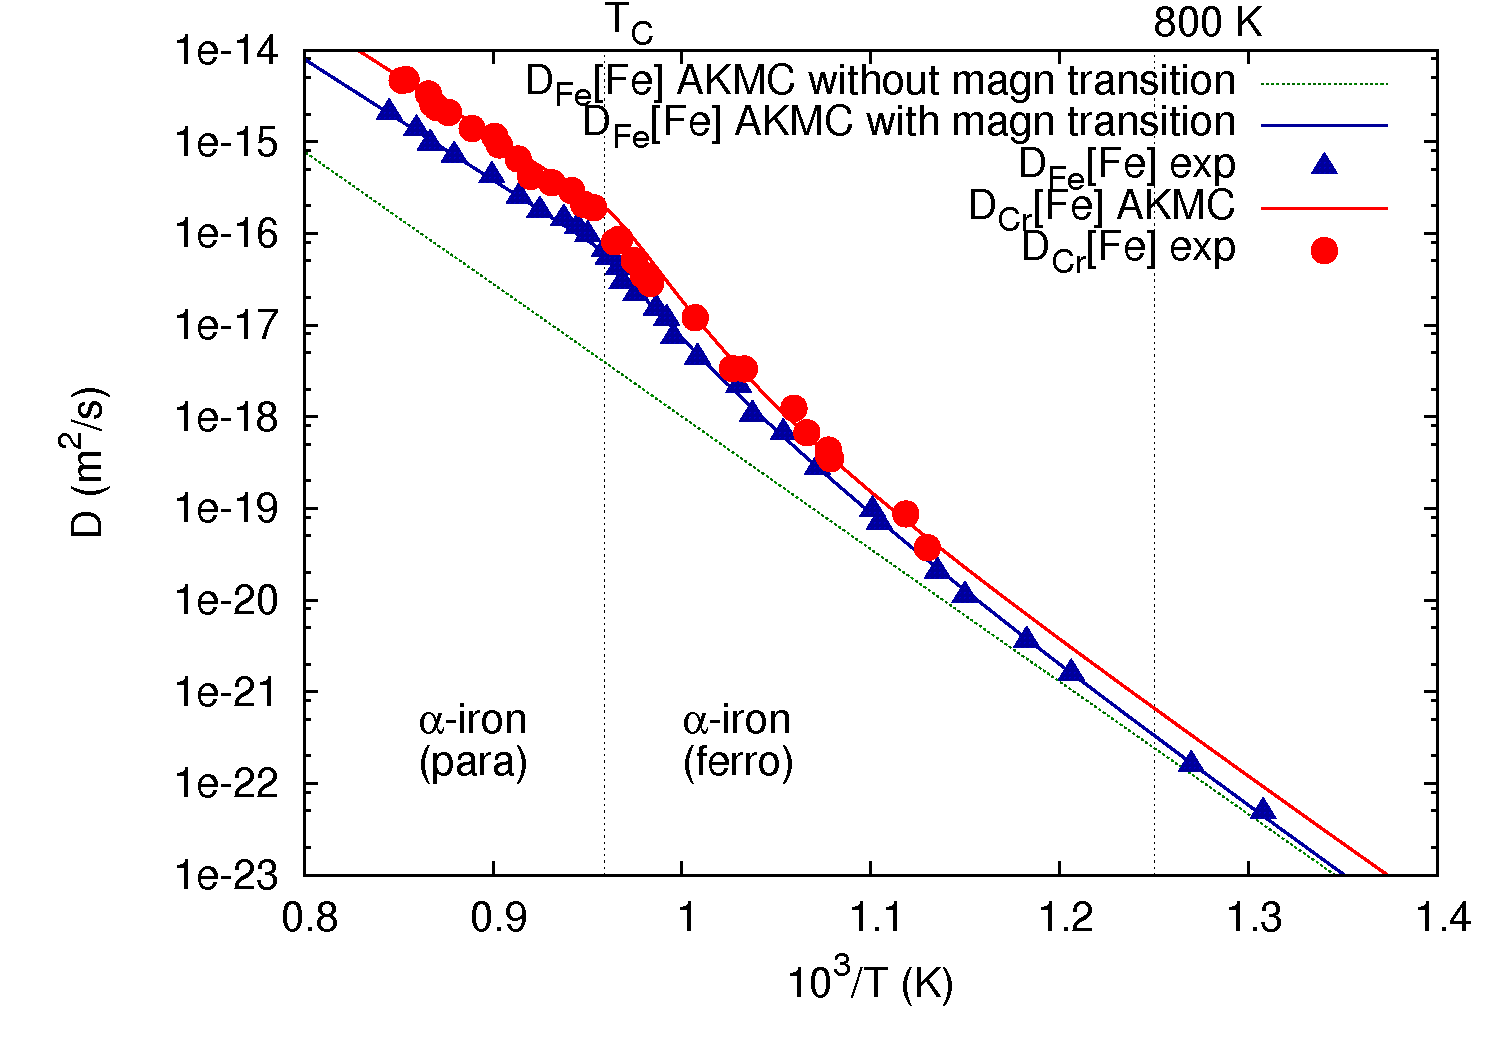 T_C 800 K
1e-14
1e-15
1e-16
1e-17
1e-18
1e-19
1e-20
1e-21
1e-22
1e-23
D (m²/s)
D_Fe[Fe] AKMC without magn transition
D_Fe[Fe] AKMC with magn transition
D_Fe[Fe] exp
D_Cr[Fe] AKMC
D_Cr[Fe] exp
α-iron
(para)
α-iron
(ferro)
0.8 0.9 1 1.1 1.2 1.3 1.4
10³/T (K)